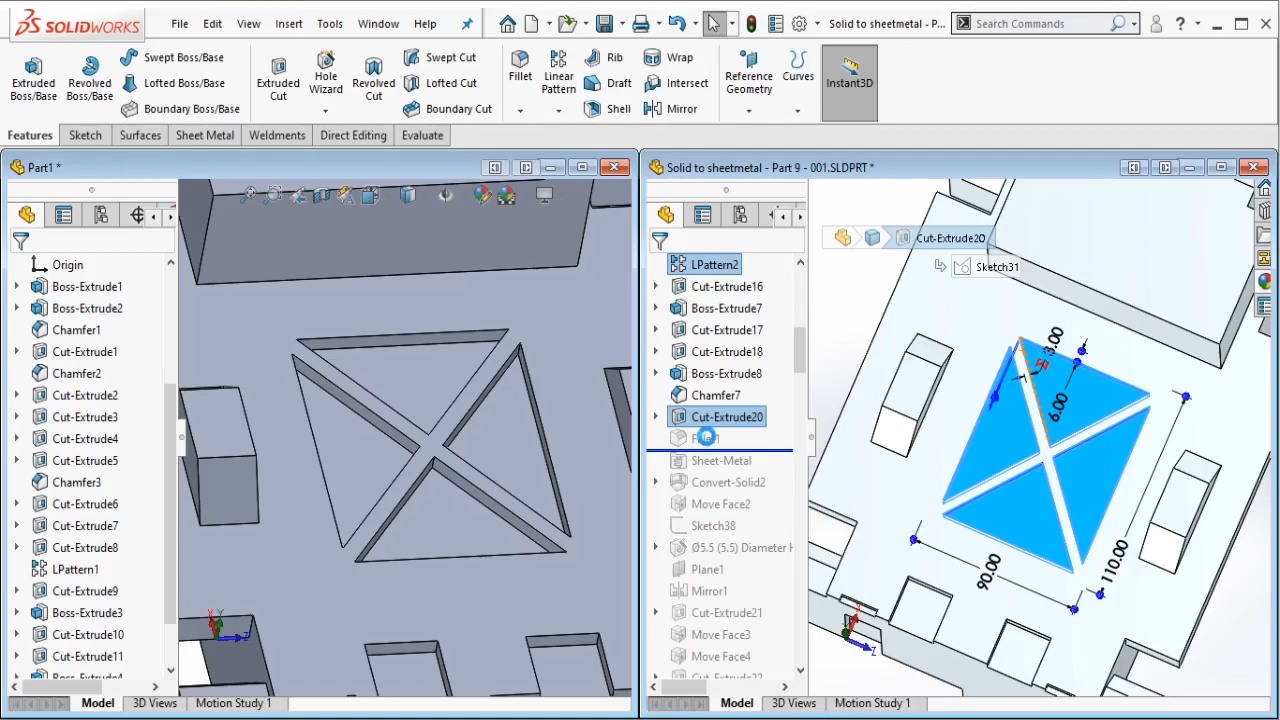 SOLIDWORKS File Edit View Insert Tools Window Help Solid to sheetmetal - P... Search Commands ?
Extruded Boss/Base Revolved Boss/Base Swept Boss/Base Lofted Boss/Base Boundary Boss/Base Extruded Cut Hole Wizard Revolved Cut Swept Cut Lofted Cut Boundary Cut Fillet Linear Pattern Rib Draft Shell Wrap Intersect Mirror Reference Geometry Curves Instant3D
Features Sketch Surfaces Sheet Metal Weldments Direct Editing Evaluate
Part1 *
Origin
Boss-Extrude1
Boss-Extrude2
Chamfer1
Cut-Extrude1
Chamfer2
Cut-Extrude2
Cut-Extrude3
Cut-Extrude4
Cut-Extrude5
Chamfer3
Cut-Extrude6
Cut-Extrude7
Cut-Extrude8
LPattern1
Cut-Extrude9
Boss-Extrude3
Cut-Extrude10
Cut-Extrude11
X Y Z
Model 3D Views Motion Study 1
Solid to sheetmetal - Part 9 - 001.SLDPRT *
LPattern2
Cut-Extrude16
Boss-Extrude7
Cut-Extrude17
Cut-Extrude18
Boss-Extrude8
Chamfer7
Cut-Extrude20
Sheet-Metal
Convert-Solid2
Move Face2
Sketch38
Ø5.5 (5.5) Diameter H
Plane1
Mirror1
Cut-Extrude21
Move Face3
Move Face4
Cut-Extrude20
Sketch31
3.00
6.00
90.00
110.00
Z
Model 3D Views Motion Study 1